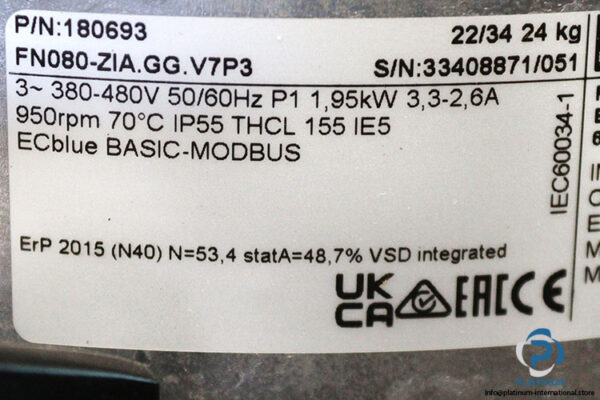 P/N:180693 22/34 24 kg
FN080-ZIA.GG.V7P3 S/N:33408871/051
3~ 380-480V 50/60Hz P1 1,95kW 3,3-2,6A
950rpm 70°C IP55 THCL 155 IE5
ECblue BASIC-MODBUS
IEC60034-1
ErP 2015 (N40) N=53,4 statA=48,7% VSD integrated
UK
CA
EAC CE
PLATINUM
info@platinum-international.store